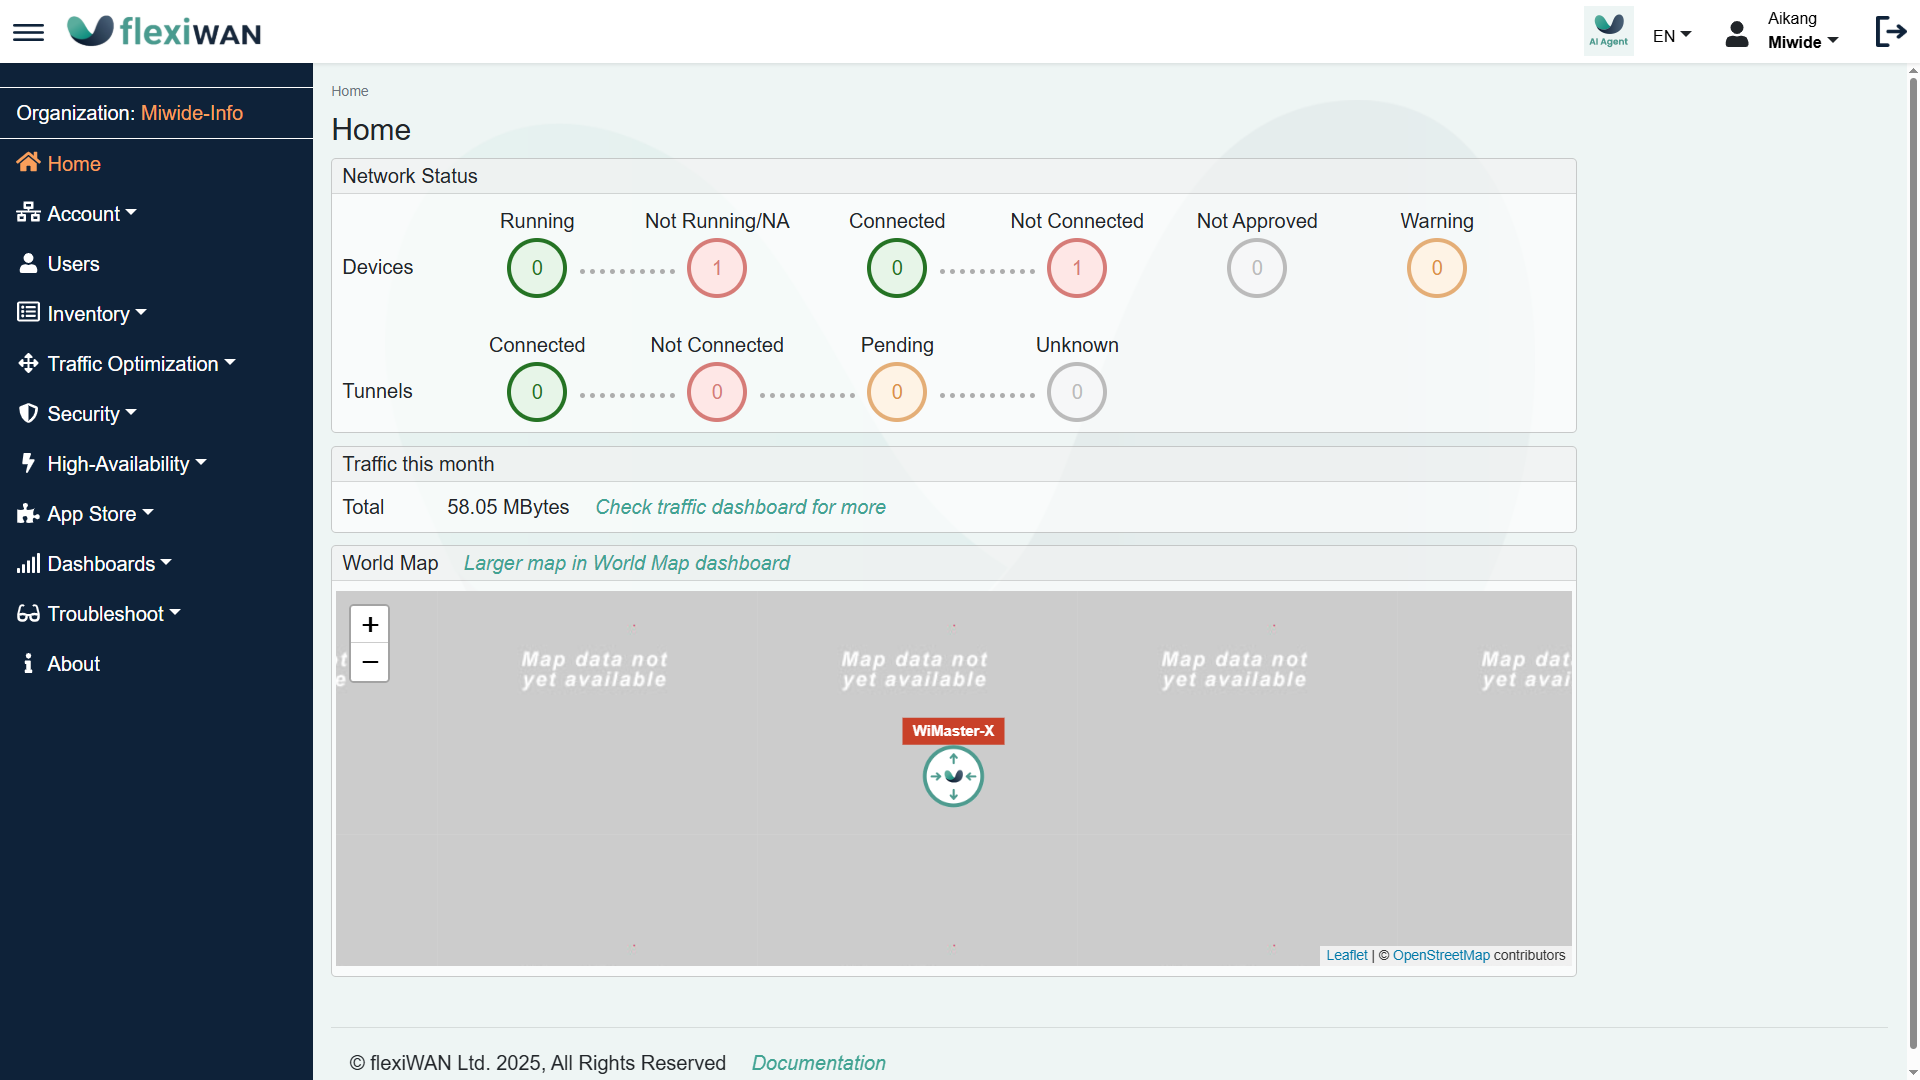 flexiWAN
AI Agent
EN
Aikang
Miwide
Organization: Miwide-Info
Home
Account
Users
Inventory
Traffic Optimization
Security
High-Availability
App Store
Dashboards
Troubleshoot
About
Home
Home
Network Status
Running Not Running/NA Connected Not Connected Not Approved Warning
Devices 0 1 0 1 0 0
Connected Not Connected Pending Unknown
Tunnels 0 0 0 0
Traffic this month
Total 58.05 MBytes Check traffic dashboard for more
World Map Larger map in World Map dashboard
+
−
Map data not
yet available
Map data not
yet available
Map data not
yet available
Map dat
yet avai
WiMaster-X
Leaflet | © OpenStreetMap contributors
© flexiWAN Ltd. 2025, All Rights Reserved Documentation